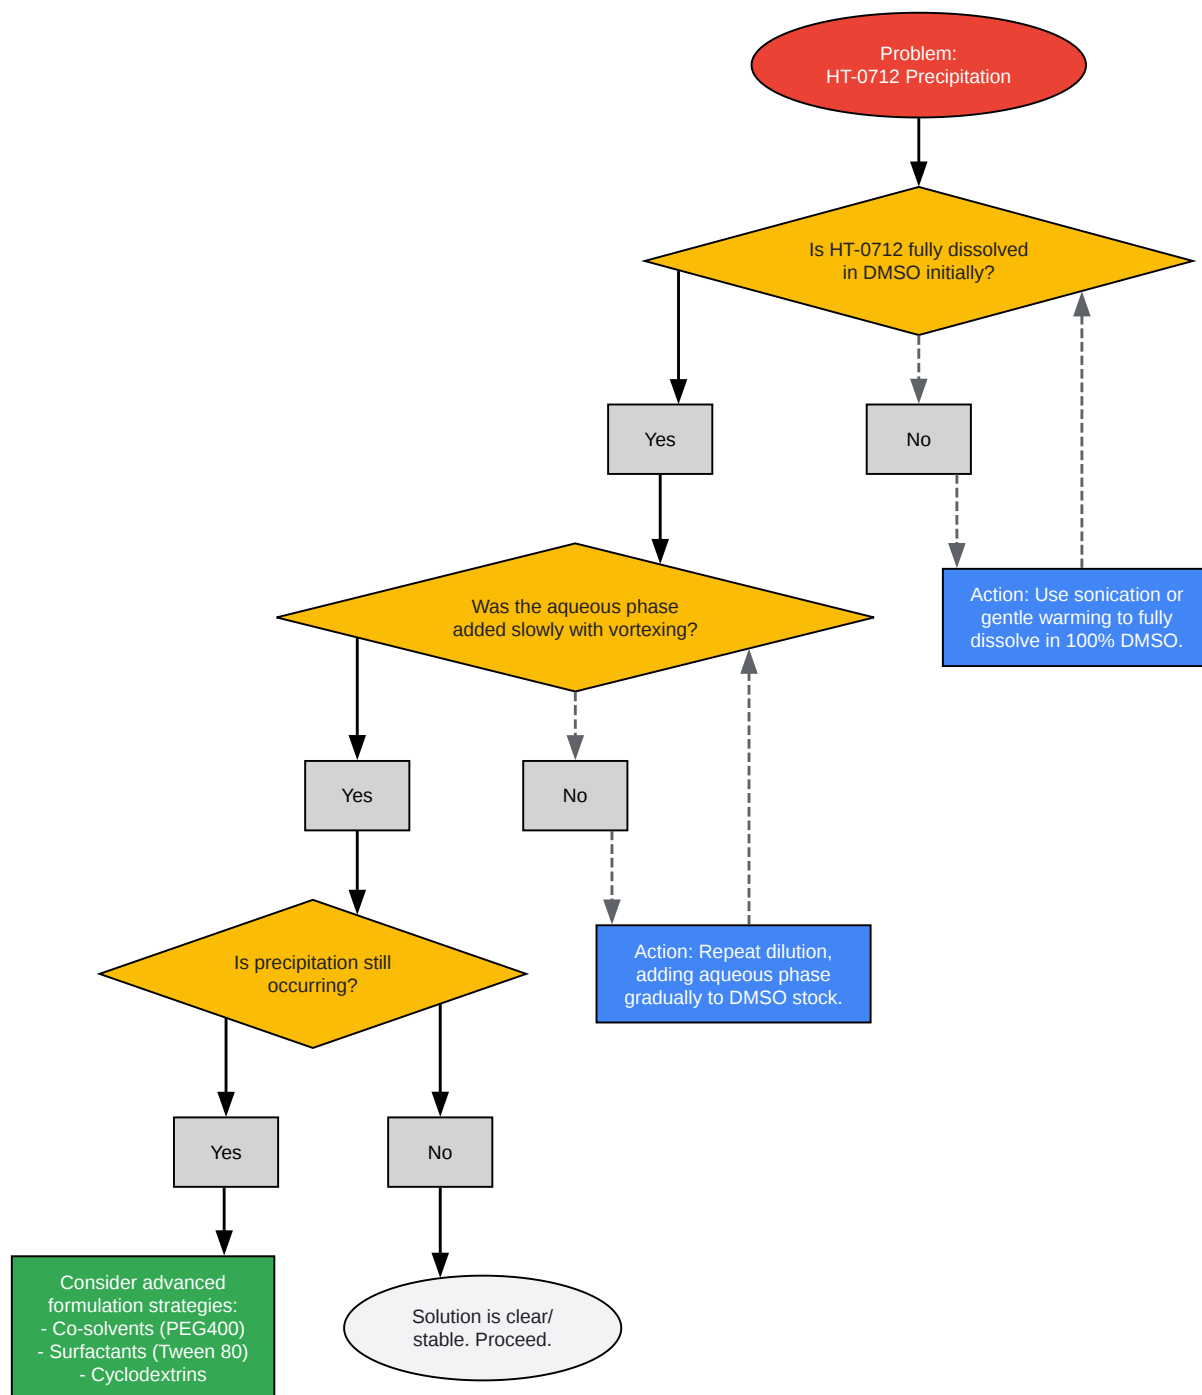 Problem:
HT-0712 Precipitation
Is HT-0712 fully dissolved
in DMSO initially?
Yes
No
Action: Use sonication or
gentle warming to fully
dissolve in 100% DMSO.
Was the aqueous phase
added slowly with vortexing?
Yes
No
Action: Repeat dilution,
adding aqueous phase
gradually to DMSO stock.
Is precipitation still
occurring?
Yes
No
Consider advanced
formulation strategies:
- Co-solvents (PEG400)
- Surfactants (Tween 80)
- Cyclodextrins
Solution is clear/
stable. Proceed.